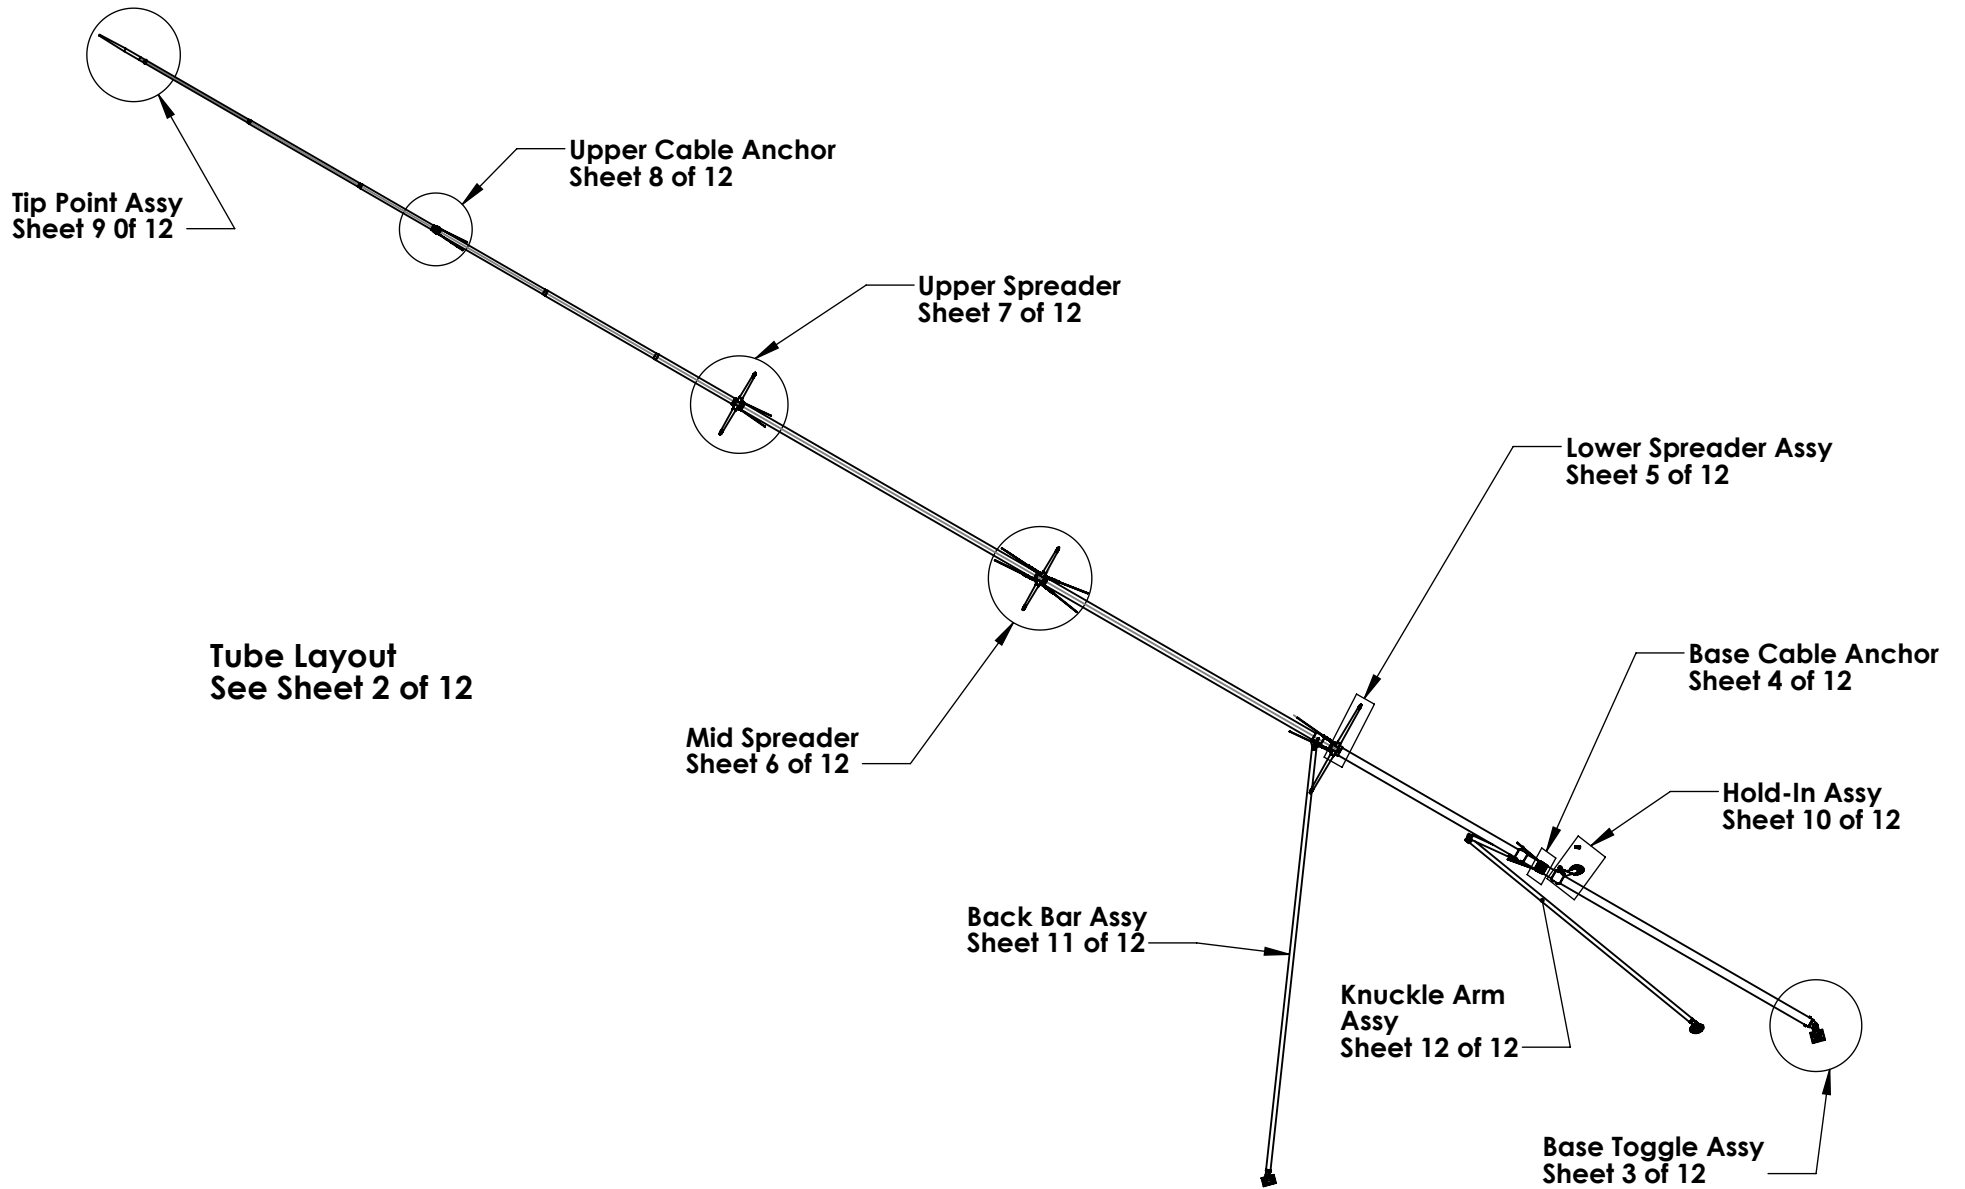 Upper Cable Anchor
Sheet 8 of 12
Tip Point Assy
Sheet 9 0f 12
Upper Spreader
Sheet 7 of 12
Lower Spreader Assy
Sheet 5 of 12
Tube Layout
See Sheet 2 of 12
Base Cable Anchor
Sheet 4 of 12
Mid Spreader
Sheet 6 of 12
Hold-In Assy
Sheet 10 of 12
Back Bar Assy
Sheet 11 of 12
Knuckle Arm
Assy
Sheet 12 of 12
Base Toggle Assy
Sheet 3 of 12